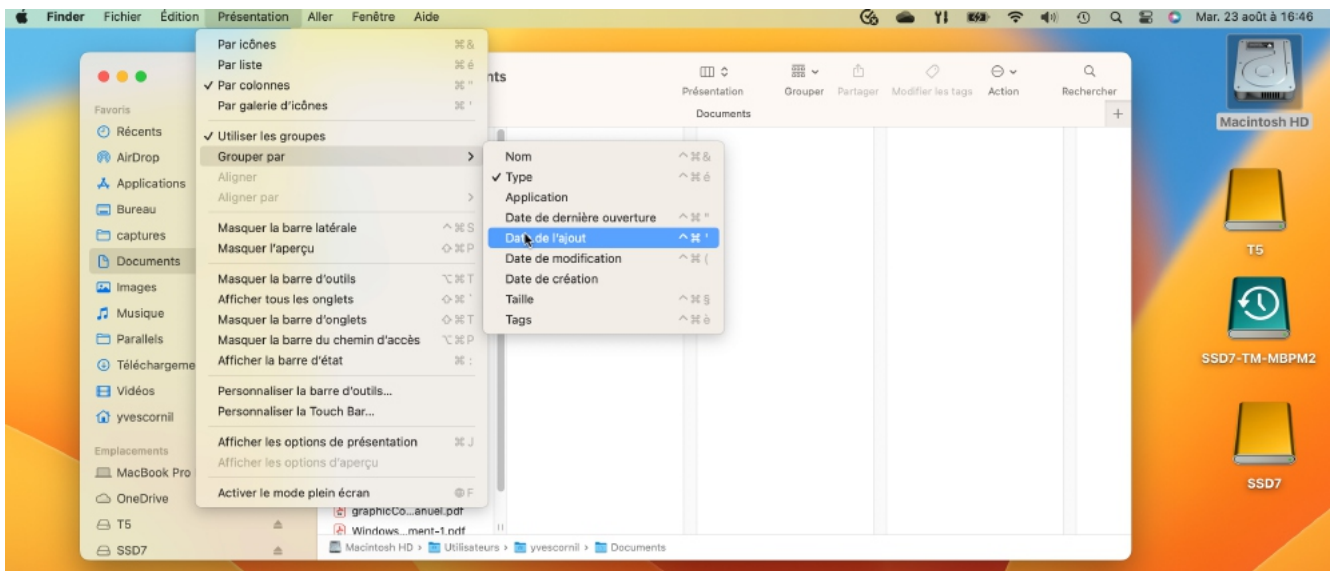 Finder Fichier Édition Présentation Aller Fenêtre Aide Mar. 23 août à 16:46
Par icônes ⌘&
Par liste ⌘é
✓ Par colonnes ⌘"
Par galerie d'icônes ⌘'
✓ Utiliser les groupes
Grouper par >
Aligner
Aligner par >
Masquer la barre latérale ^⌘S
Masquer l'aperçu ⇧⌘P
Masquer la barre d'outils ⌥⌘T
Afficher tous les onglets ⇧⌘`
Masquer la barre d'onglets ⇧⌘T
Masquer la barre du chemin d'accès ⌥⌘P
Afficher la barre d'état ⌘:
Personnaliser la barre d'outils...
Personnaliser la Touch Bar...
Afficher les options de présentation ⌘J
Afficher les options d'aperçu
Activer le mode plein écran F
Nom ^⌘&
✓ Type ^⌘é
Application
Date de dernière ouverture ^⌘"
de l'ajout ^⌘'
Date de modification ^⌘(
Date de création
Taille ^⌘§
Tags ^⌘è
nts
Présentation Grouper Partager Modifier les tags Action Rechercher
Documents +
Favoris
Récents
AirDrop
Applications
Bureau
captures
Documents
Images
Musique
Parallels
Téléchargeme
Vidéos
yvescornil
Emplacements
MacBook Pro
OneDrive
T5
SSD7
graphicCo...anuel.pdf
Windows...ment-1.pdf
Macintosh HD > Utilisateurs > yvescornil > Documents
Macintosh HD
T5
SSD7-TM-MBPM2
SSD7